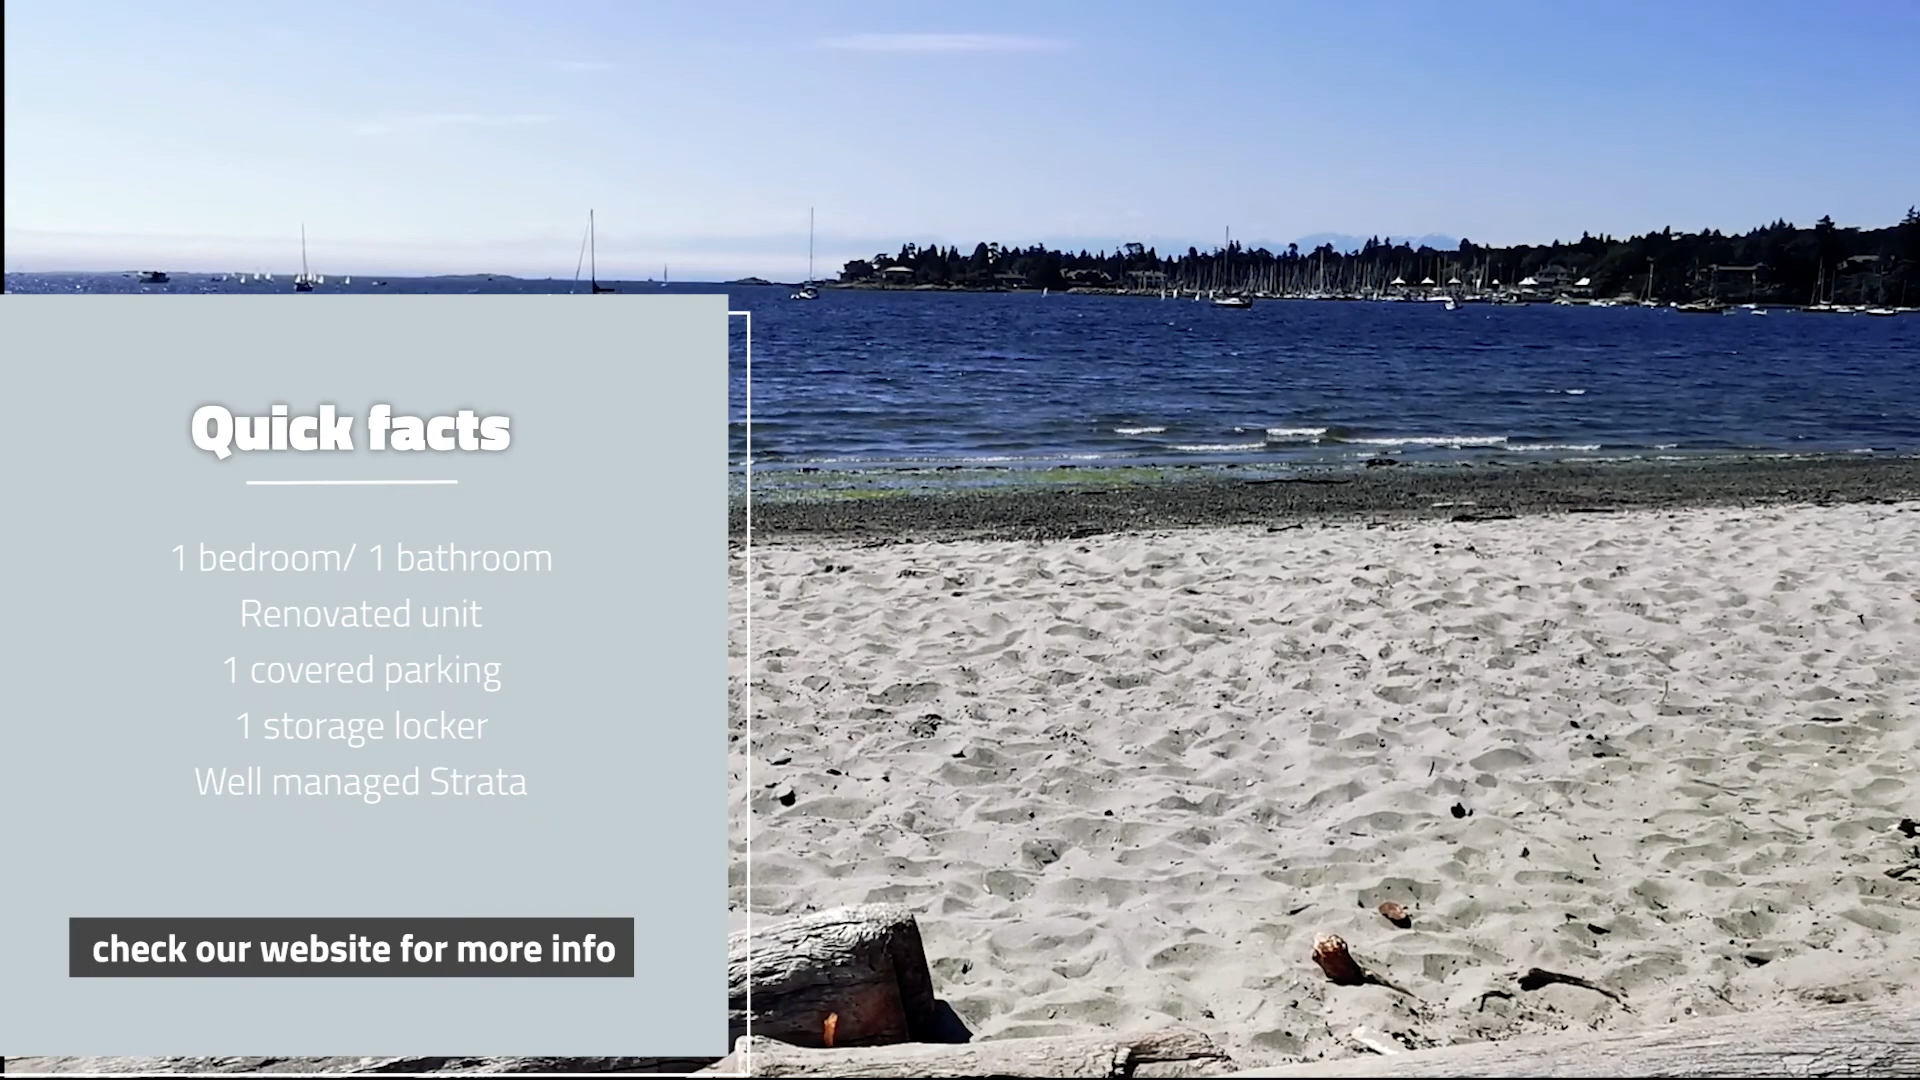 Quick facts
1 bedroom/ 1 bathroom
Renovated unit
1 covered parking
1 storage locker
Well managed Strata
check our website for more info